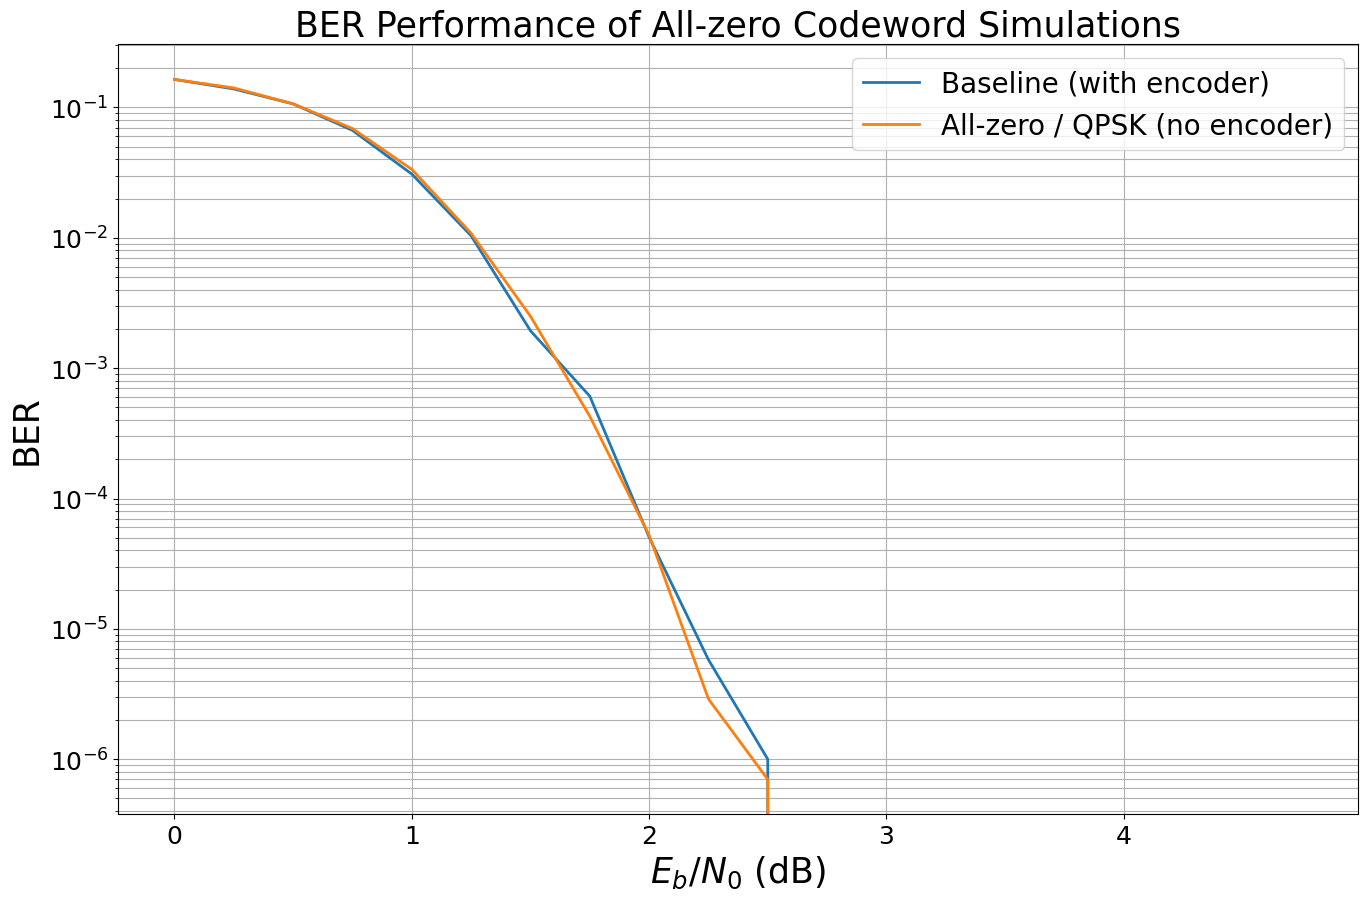 BER Performance of All-zero Codeword Simulations
Baseline (with encoder)
All-zero / QPSK (no encoder)
BER
10⁻¹
10⁻²
10⁻³
10⁻⁴
10⁻⁵
10⁻⁶
0 1 2 3 4
E_b/N_0 (dB)